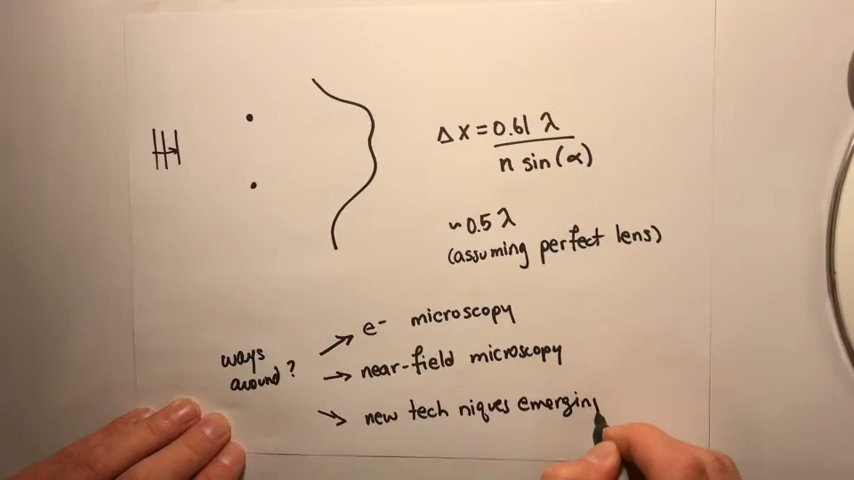 Δx = 0.61 λ
n sin(α)
~ 0.5 λ
(assuming perfect lens)
ways
around?
e⁻ microscopy
near-field microscopy
new tech niques emergin